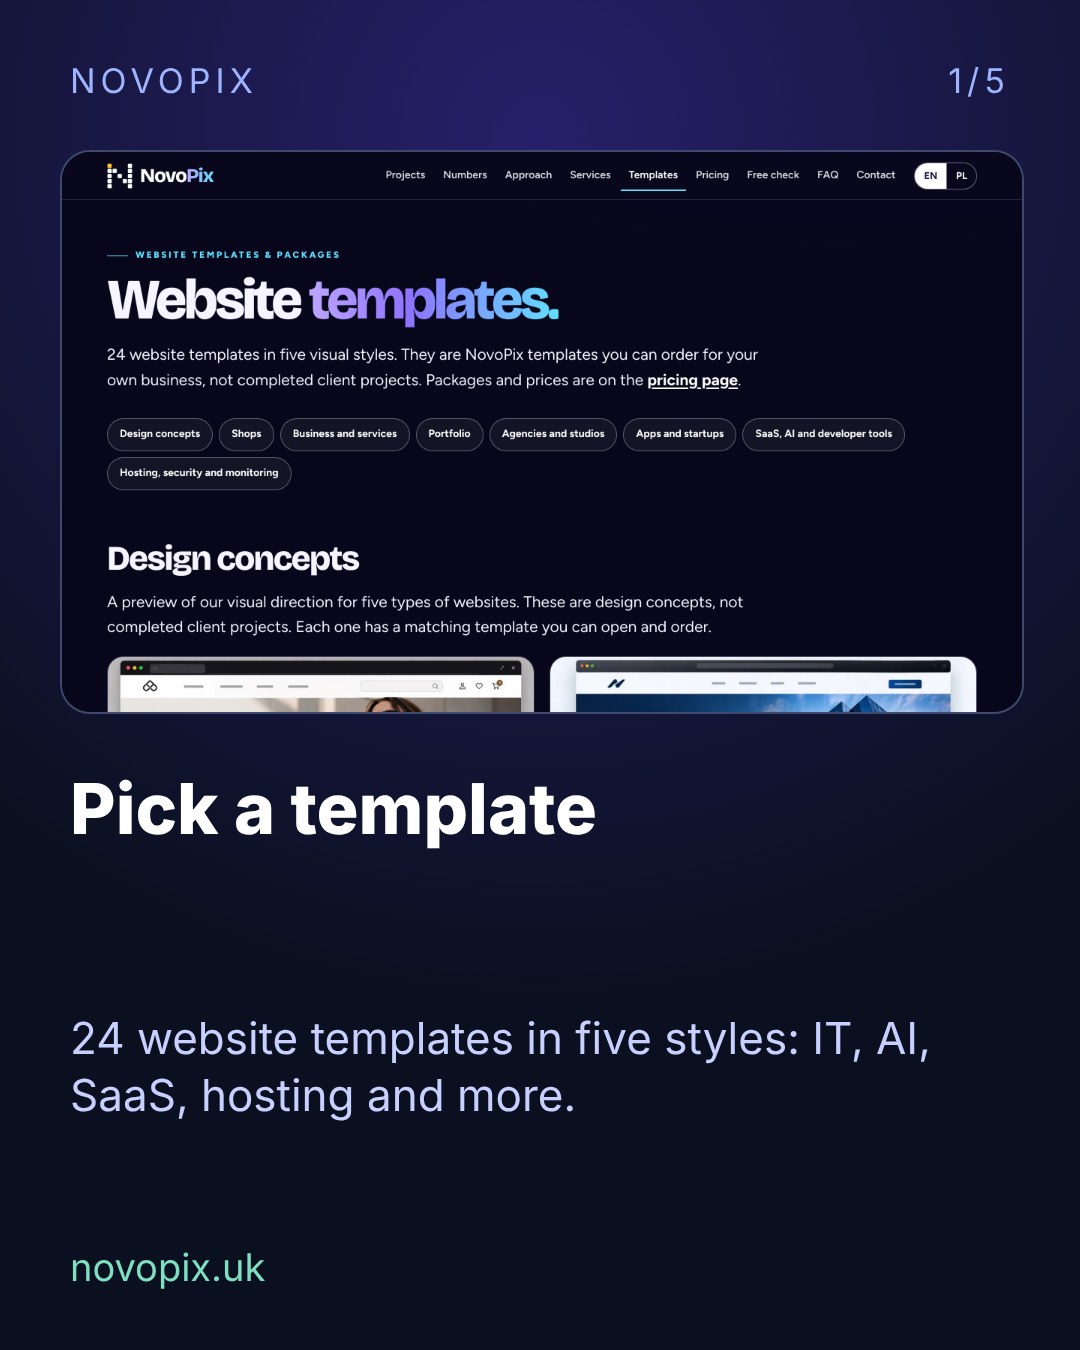 NOVOPIX
1/5
NovoPix
Projects Numbers Approach Services Templates Pricing Free check FAQ Contact EN PL
WEBSITE TEMPLATES & PACKAGES
Website templates.
24 website templates in five visual styles. They are NovoPix templates you can order for your
own business, not completed client projects. Packages and prices are on the pricing page.
Design concepts Shops Business and services Portfolio Agencies and studios Apps and startups SaaS, AI and developer tools
Hosting, security and monitoring
Design concepts
A preview of our visual direction for five types of websites. These are design concepts, not
completed client projects. Each one has a matching template you can open and order.
Pick a template
24 website templates in five styles: IT, AI,
SaaS, hosting and more.
novopix.uk